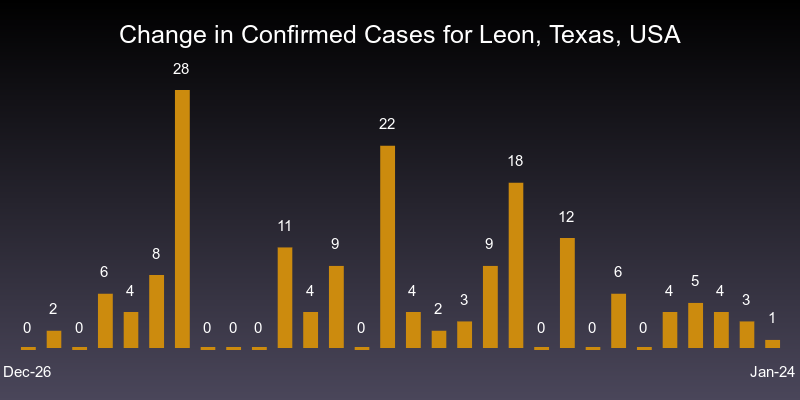 Change in Confirmed Cases for Leon, Texas, USA
0 2 0 6 4 8 28 0 0 0 11 4 9 0 22 4 2 3 9 18 0 12 0 6 0 4 5 4 3 1
Dec-26 Jan-24